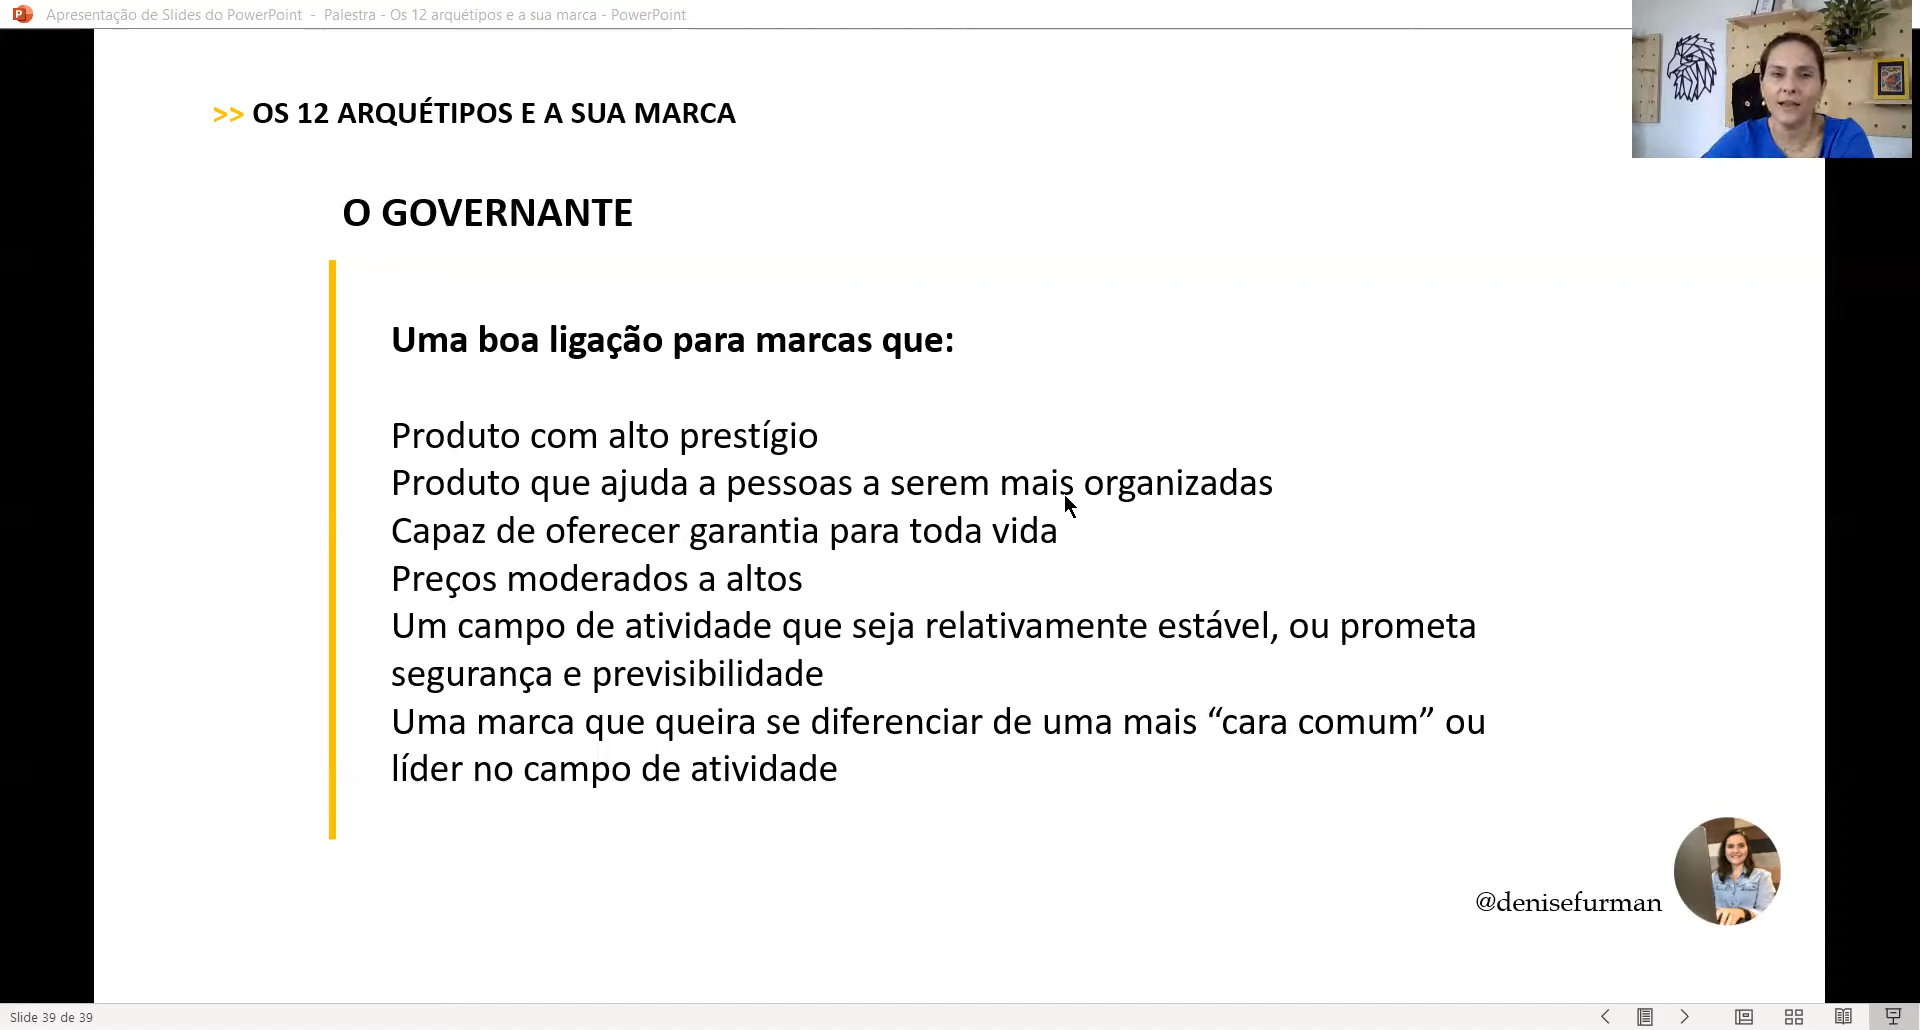 Apresentação de Slides do PowerPoint - Palestra - Os 12 arquétipos e a sua marca - PowerPoint
>> OS 12 ARQUÉTIPOS E A SUA MARCA
O GOVERNANTE
Uma boa ligação para marcas que:
Produto com alto prestígio
Produto que ajuda a pessoas a serem mais organizadas
Capaz de oferecer garantia para toda vida
Preços moderados a altos
Um campo de atividade que seja relativamente estável, ou prometa
segurança e previsibilidade
Uma marca que queira se diferenciar de uma mais “cara comum” ou
líder no campo de atividade
@denisefurman
Slide 39 de 39